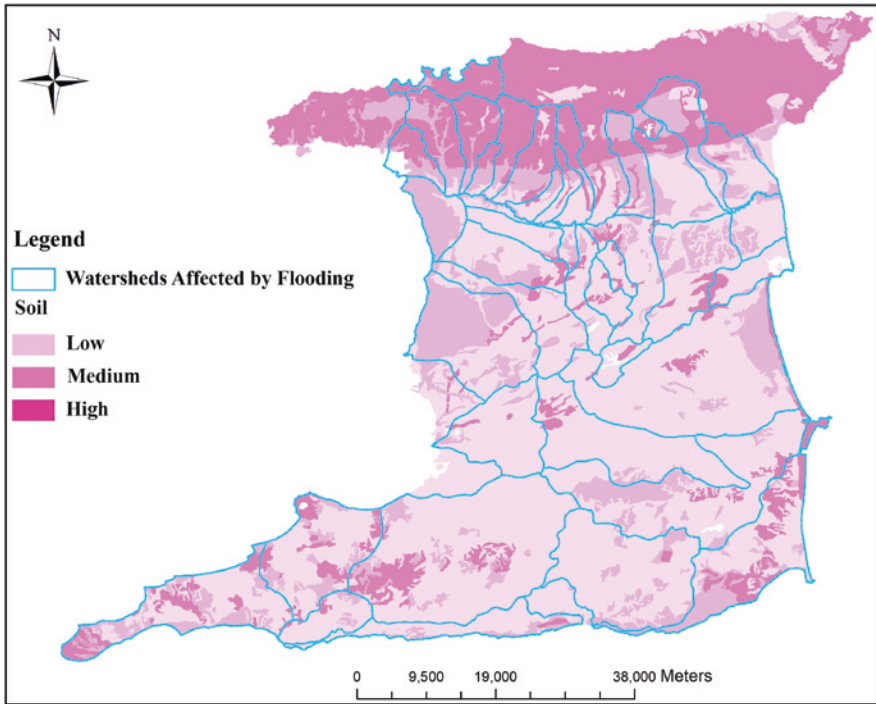 N
Legend
Watersheds Affected by Flooding
Soil
Low
Medium
High
0 9,500 19,000 38,000 Meters